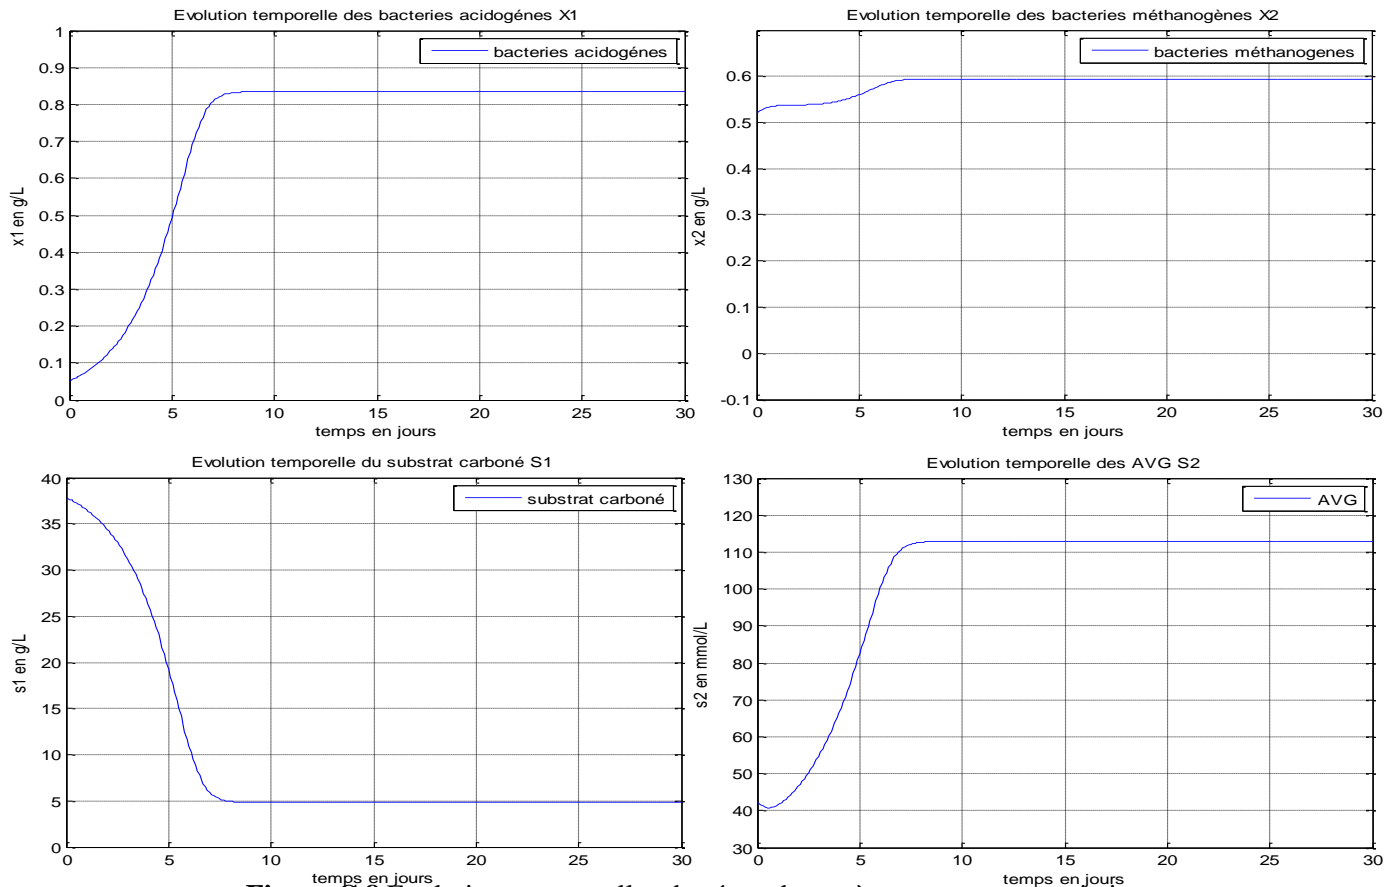 Evolution temporelle des bacteries acidogénes X1
bacteries acidogénes
1
0.9
0.8
0.7
0.6
0.5
0.4
0.3
0.2
0.1
0
x1 en g/L
0 5 10 15 20 25 30
temps en jours
Evolution temporelle des bacteries méthanogènes X2
bacteries méthanogenes
0.6
0.5
0.4
0.3
0.2
0.1
0
-0.1
x2 en g/L
0 5 10 15 20 25 30
temps en jours
Evolution temporelle du substrat carboné S1
substrat carboné
40
35
30
25
20
15
10
5
0
s1 en g/L
0 5 10 15 20 25 30
temps en jours
Evolution temporelle des AVG S2
AVG
130
120
110
100
90
80
70
60
50
40
30
s2 en mmol/L
0 5 10 15 20 25 30
temps en jours